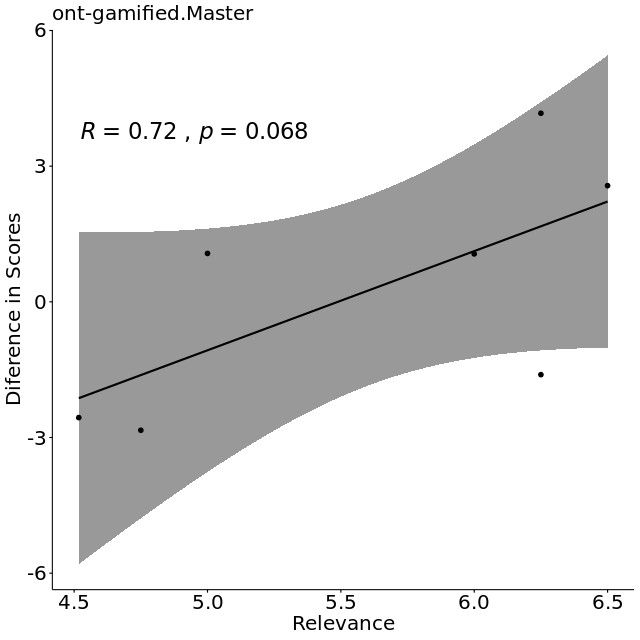 ont-gamified.Master
R = 0.72 , p = 0.068
Diference in Scores
6
3
0
-3
-6
4.5 5.0 5.5 6.0 6.5
Relevance